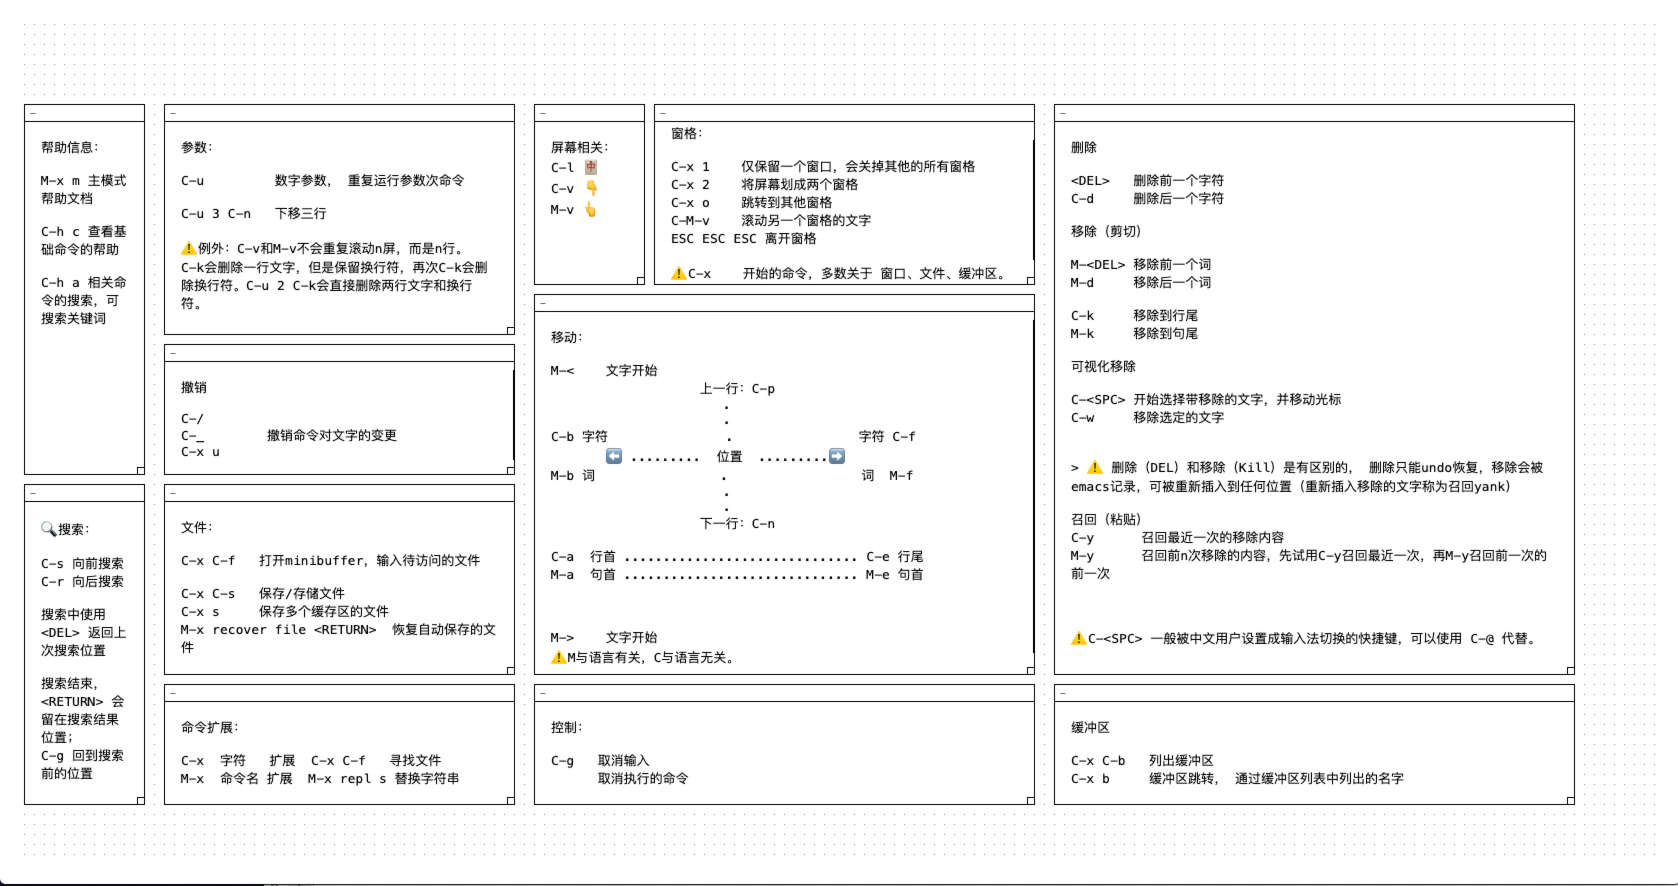 帮助信息：
M-x m 主模式
帮助文档
C-h c 查看基
础命令的帮助
C-h a 相关命
令的搜索，可
搜索关键词
🔍搜索：
C-s 向前搜索
C-r 向后搜索
搜索中使用
<DEL> 返回上
次搜索位置
搜索结束，
<RETURN> 会
留在搜索结果
位置；
C-g 回到搜索
前的位置
参数：
C-u 数字参数， 重复运行参数次命令
C-u 3 C-n 下移三行
⚠️例外：C-v和M-v不会重复滚动n屏，而是n行。
C-k会删除一行文字，但是保留换行符，再次C-k会删
除换行符。C-u 2 C-k会直接删除两行文字和换行
符。
撤销
C-/
C-_ 撤销命令对文字的变更
C-x u
文件：
C-x C-f 打开minibuffer，输入待访问的文件
C-x C-s 保存/存储文件
C-x s 保存多个缓存区的文件
M-x recover file <RETURN> 恢复自动保存的文
件
命令扩展：
C-x 字符 扩展 C-x C-f 寻找文件
M-x 命令名 扩展 M-x repl s 替换字符串
屏幕相关：
C-l 🀄
C-v 👇
M-v 👆
窗格：
C-x 1 仅保留一个窗口，会关掉其他的所有窗格
C-x 2 将屏幕划成两个窗格
C-x o 跳转到其他窗格
C-M-v 滚动另一个窗格的文字
ESC ESC ESC 离开窗格
⚠️C-x 开始的命令，多数关于 窗口、文件、缓冲区。
移动：
M-< 文字开始
上一行：C-p
.
.
C-b 字符 . 字符 C-f
⬅️ ......... 位置 .........➡️
M-b 词 . 词 M-f
.
.
下一行：C-n
C-a 行首 .............................. C-e 行尾
M-a 句首 .............................. M-e 句首
M-> 文字开始
⚠️M与语言有关，C与语言无关。
控制：
C-g 取消输入
取消执行的命令
删除
<DEL> 删除前一个字符
C-d 删除后一个字符
移除（剪切）
M-<DEL> 移除前一个词
M-d 移除后一个词
C-k 移除到行尾
M-k 移除到句尾
可视化移除
C-<SPC> 开始选择带移除的文字，并移动光标
C-w 移除选定的文字
> ⚠️ 删除（DEL）和移除（Kill）是有区别的， 删除只能undo恢复，移除会被
emacs记录，可被重新插入到任何位置（重新插入移除的文字称为召回yank）
召回（粘贴）
C-y 召回最近一次的移除内容
M-y 召回前n次移除的内容，先试用C-y召回最近一次，再M-y召回前一次的
前一次
⚠️C-<SPC> 一般被中文用户设置成输入法切换的快捷键，可以使用 C-@ 代替。
缓冲区
C-x C-b 列出缓冲区
C-x b 缓冲区跳转， 通过缓冲区列表中列出的名字